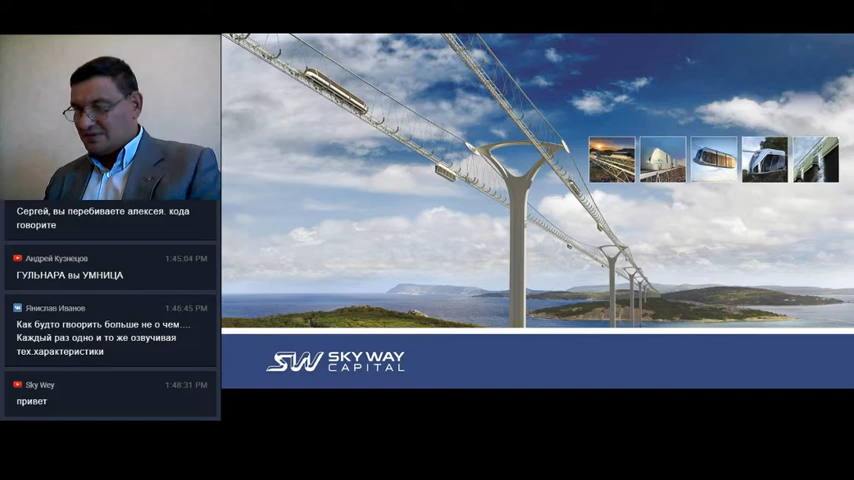 Сергей, вы перебиваете алексея. кода
говорите
Андрей Кузнецов 1:45:04 PM
ГУЛЬНАРА вы УМНИЦА
Янислав Иванов 1:46:45 PM
Как будто гвоорить больше не о чем....
Каждый раз одно и то же озвучивая
тех.характеристики
Sky Wey 1:48:31 PM
привет
SW SKY WAY
CAPITAL